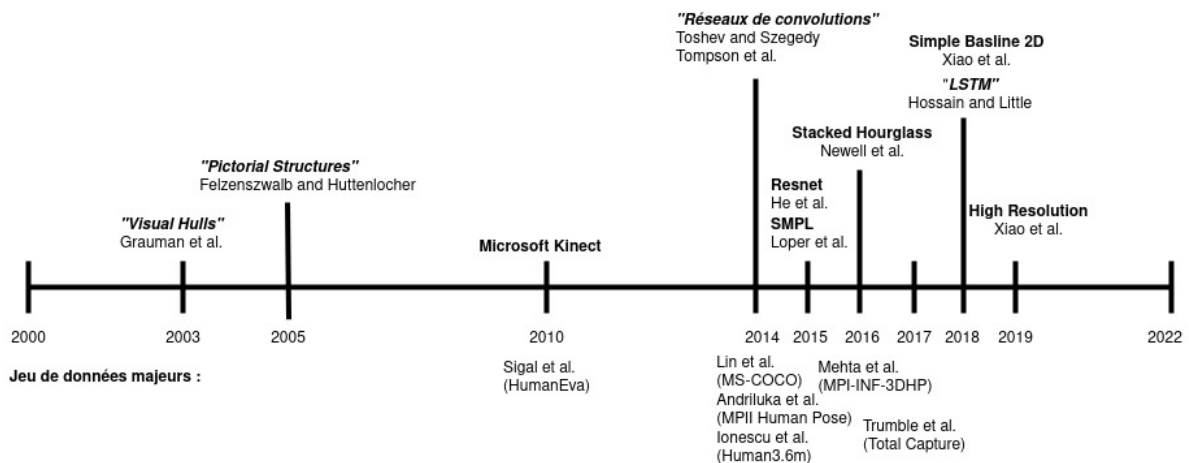 "Réseaux de convolutions"
Toshev and Szegedy
Tompson et al.
Simple Basline 2D
Xiao et al.
"LSTM"
Hossain and Little
Stacked Hourglass
Newell et al.
"Pictorial Structures"
Felzenszwalb and Huttenlocher
Resnet
He et al.
SMPL
Loper et al.
High Resolution
Xiao et al.
"Visual Hulls"
Grauman et al.
Microsoft Kinect
2000 2003 2005 2010 2014 2015 2016 2017 2018 2019 2022
Jeu de données majeurs :
Sigal et al.
(HumanEva)
Lin et al.
(MS-COCO)
Andriluka et al.
(MPII Human Pose)
Ionescu et al.
(Human3.6m)
Mehta et al.
(MPI-INF-3DHP)
Trumble et al.
(Total Capture)